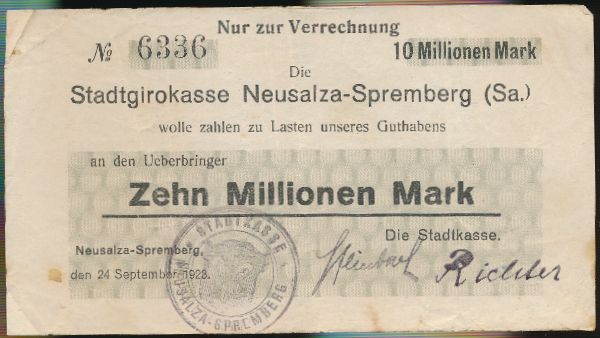 Nur zur Verrechnung
№ 6336
10 Millionen Mark
Die
Stadtgirokasse Neusalza-Spremberg (Sa.)
wolle zahlen zu Lasten unseres Guthabens
an den Ueberbringer
Zehn Millionen Mark
STADTKASSE
NEUSALZA-SPREMBERG
Neusalza-Spremberg,
den 24 September 1923.
Die Stadtkasse.
Richter